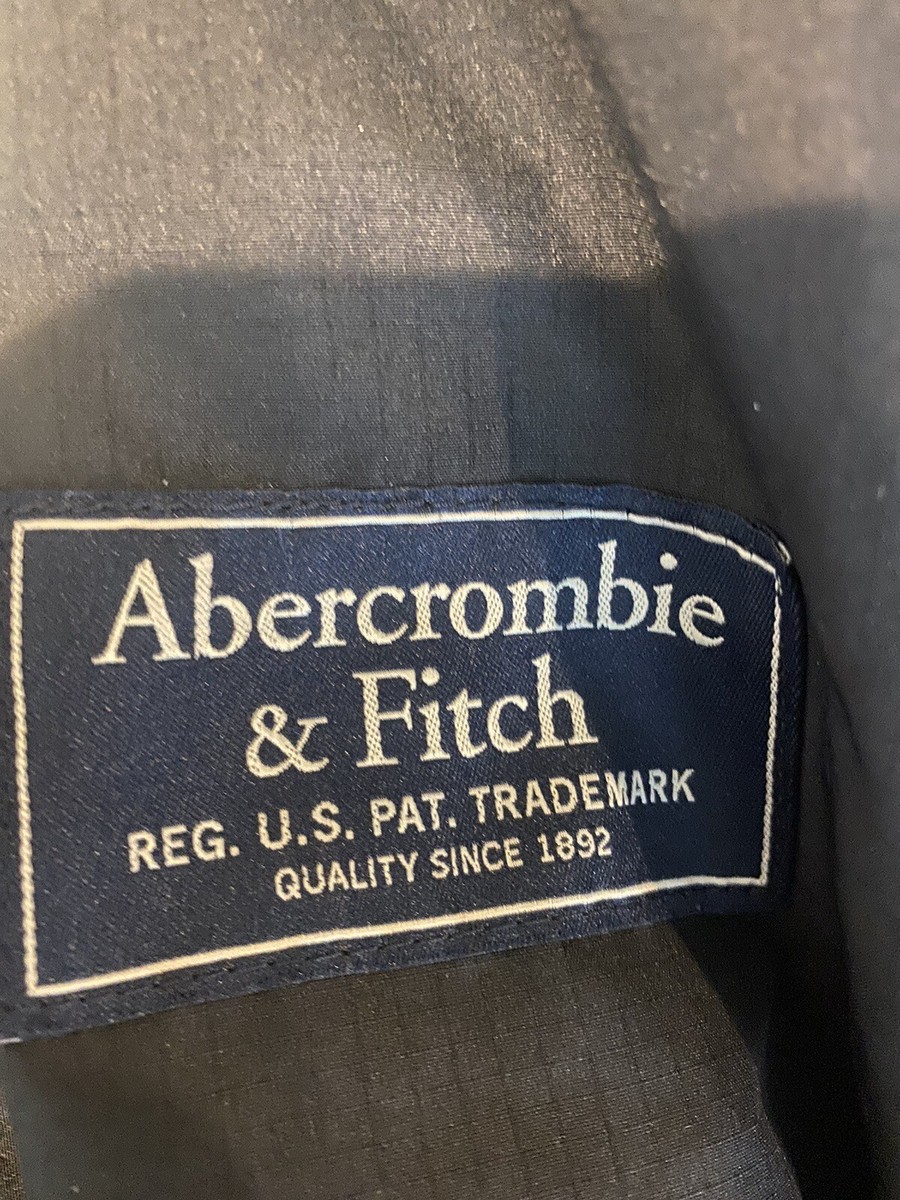 Abercrombie
& Fitch
REG. U.S. PAT. TRADEMARK
QUALITY SINCE 1892